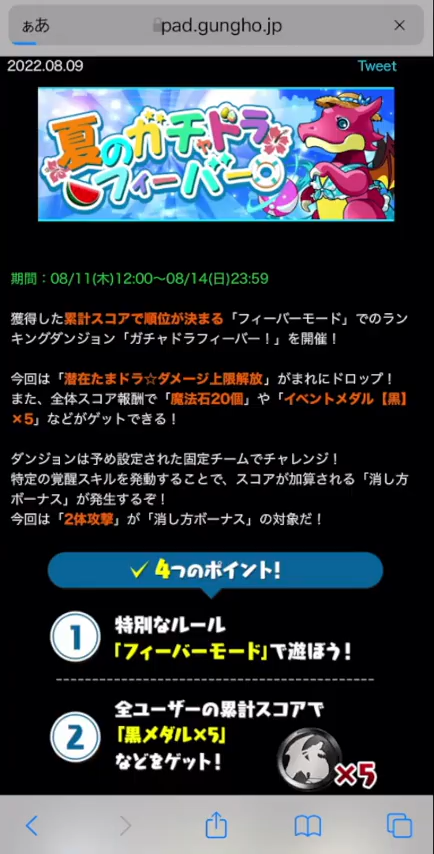 ぁあ
pad.gungho.jp
2022.08.09
Tweet
夏のガチャドラ
フィーバー
期間：08/11(木)12:00〜08/14(日)23:59
獲得した累計スコアで順位が決まる「フィーバーモード」でのラン
キングダンジョン「ガチャドラフィーバー！」を開催！
今回は「潜在たまドラ☆ダメージ上限解放」がまれにドロップ！
また、全体スコア報酬で「魔法石20個」や「イベントメダル【黒】
×5」などがゲットできる！
ダンジョンは予め設定された固定チームでチャレンジ！
特定の覚醒スキルを発動することで、スコアが加算される「消し方
ボーナス」が発生するぞ！
今回は「2体攻撃」が「消し方ボーナス」の対象だ！
4つのポイント!
1
特別なルール
「フィーバーモード」で遊ぼう!
2
全ユーザーの累計スコアで
「黒メダル×5」
などをゲット!
×5